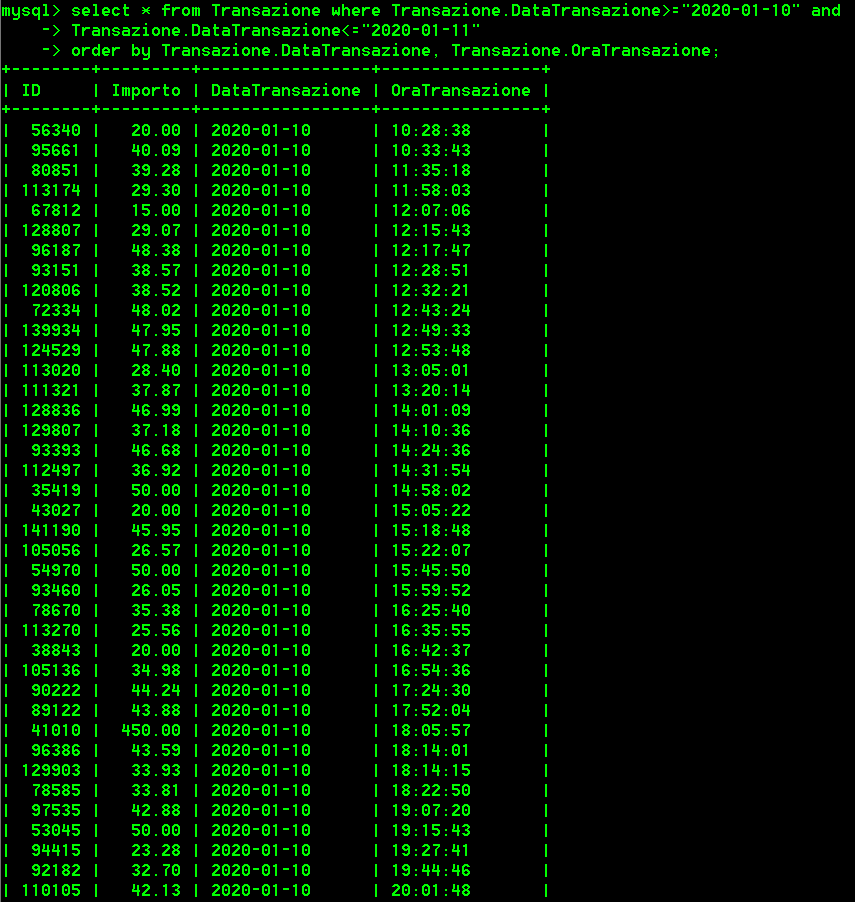 mysql> select * from Transazione where Transazione.DataTransazione>="2020-01-10" and
    -> Transazione.DataTransazione<="2020-01-11"
    -> order by Transazione.DataTransazione, Transazione.OraTransazione;
+--------+---------+-----------------+----------------+
| ID     | Importo | DataTransazione | OraTransazione |
+--------+---------+-----------------+----------------+
|  56340 |   20.00 | 2020-01-10      | 10:28:38       |
|  95661 |   40.09 | 2020-01-10      | 10:33:43       |
|  80851 |   39.28 | 2020-01-10      | 11:35:18       |
| 113174 |   29.30 | 2020-01-10      | 11:58:03       |
|  67812 |   15.00 | 2020-01-10      | 12:07:06       |
| 128807 |   29.07 | 2020-01-10      | 12:15:43       |
|  96187 |   48.38 | 2020-01-10      | 12:17:47       |
|  93151 |   38.57 | 2020-01-10      | 12:28:51       |
| 120806 |   38.52 | 2020-01-10      | 12:32:21       |
|  72334 |   48.02 | 2020-01-10      | 12:43:24       |
| 139934 |   47.95 | 2020-01-10      | 12:49:33       |
| 124529 |   47.88 | 2020-01-10      | 12:53:48       |
| 113020 |   28.40 | 2020-01-10      | 13:05:01       |
| 111321 |   37.87 | 2020-01-10      | 13:20:14       |
| 128836 |   46.99 | 2020-01-10      | 14:01:09       |
| 129807 |   37.18 | 2020-01-10      | 14:10:36       |
|  93393 |   46.68 | 2020-01-10      | 14:24:36       |
| 112497 |   36.92 | 2020-01-10      | 14:31:54       |
|  35419 |   50.00 | 2020-01-10      | 14:58:02       |
|  43027 |   20.00 | 2020-01-10      | 15:05:22       |
| 141190 |   45.95 | 2020-01-10      | 15:18:48       |
| 105056 |   26.57 | 2020-01-10      | 15:22:07       |
|  54970 |   50.00 | 2020-01-10      | 15:45:50       |
|  93460 |   26.05 | 2020-01-10      | 15:59:52       |
|  78670 |   35.38 | 2020-01-10      | 16:25:40       |
| 113270 |   25.56 | 2020-01-10      | 16:35:55       |
|  38843 |   20.00 | 2020-01-10      | 16:42:37       |
| 105136 |   34.98 | 2020-01-10      | 16:54:36       |
|  90222 |   44.24 | 2020-01-10      | 17:24:30       |
|  89122 |   43.88 | 2020-01-10      | 17:52:04       |
|  41010 |  450.00 | 2020-01-10      | 18:05:57       |
|  96386 |   43.59 | 2020-01-10      | 18:14:01       |
| 129903 |   33.93 | 2020-01-10      | 18:14:15       |
|  78585 |   33.81 | 2020-01-10      | 18:22:50       |
|  97535 |   42.88 | 2020-01-10      | 19:07:20       |
|  53045 |   50.00 | 2020-01-10      | 19:15:43       |
|  94415 |   23.28 | 2020-01-10      | 19:27:41       |
|  92182 |   32.70 | 2020-01-10      | 19:44:46       |
| 110105 |   42.13 | 2020-01-10      | 20:01:48       |